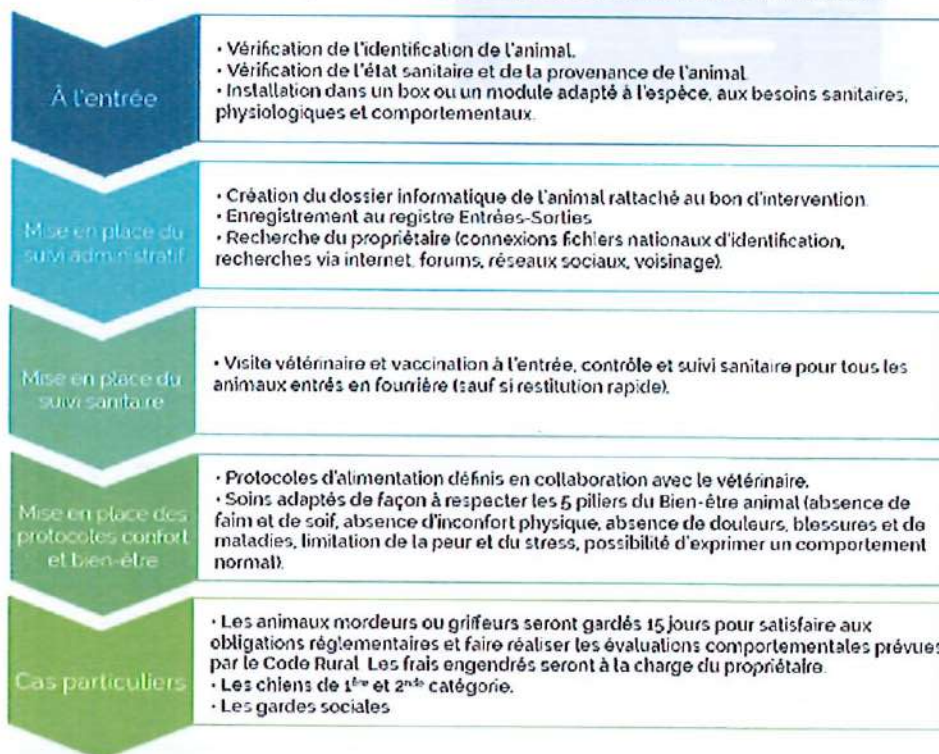 À l'entrée
• Vérification de l'identification de l'animal.
• Vérification de l'état sanitaire et de la provenance de l'animal.
• Installation dans un box ou un module adapté à l'espèce, aux besoins sanitaires,
physiologiques et comportementaux.
Mise en place du
suivi administratif
• Création du dossier informatique de l'animal rattaché au bon d'intervention.
• Enregistrement au registre Entrées-Sorties
• Recherche du propriétaire (connexions fichiers nationaux d'identification,
recherches via internet, forums, réseaux sociaux, voisinage).
Mise en place du
suivi sanitaire
• Visite vétérinaire et vaccination à l'entrée, contrôle et suivi sanitaire pour tous les
animaux entrés en fourrière (sauf si restitution rapide).
Mise en place des
protocoles confort
et bien-être
• Protocoles d'alimentation définis en collaboration avec le vétérinaire.
• Soins adaptés de façon à respecter les 5 piliers du Bien-être animal (absence de
faim et de soif, absence d'inconfort physique, absence de douleurs, blessures et de
maladies, limitation de la peur et du stress, possibilité d'exprimer un comportement
normal).
Cas particuliers
• Les animaux mordeurs ou griffeurs seront gardés 15 jours pour satisfaire aux
obligations réglementaires et faire réaliser les évaluations comportementales prévues
par le Code Rural. Les frais engendrés seront à la charge du propriétaire.
• Les chiens de 1ère et 2nde catégorie.
• Les gardes sociales